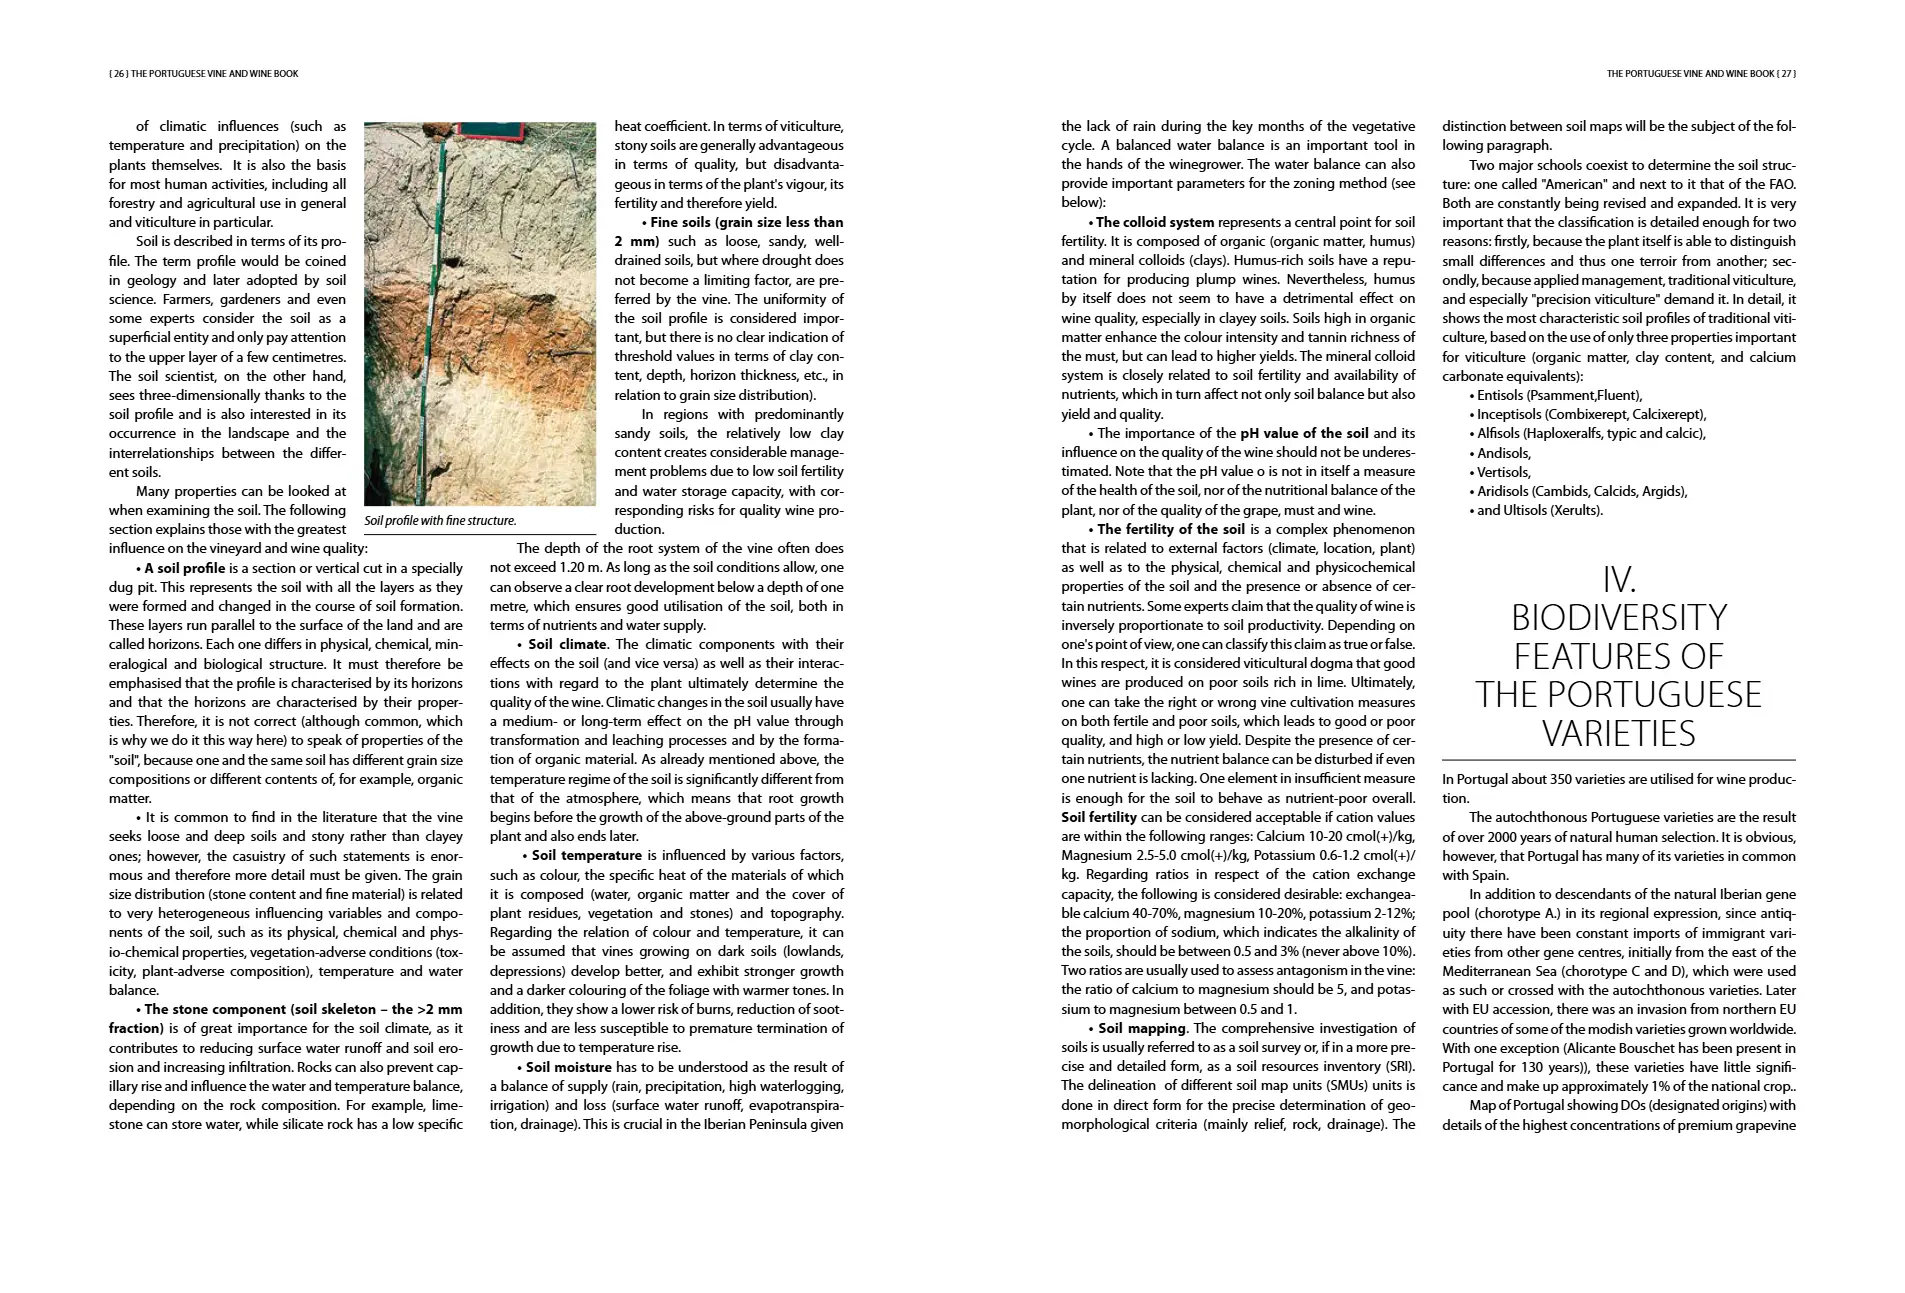 { 26 } THE PORTUGUESE VINE AND WINE BOOK
of climatic influences (such as
temperature and precipitation) on the
plants themselves. It is also the basis
for most human activities, including all
forestry and agricultural use in general
and viticulture in particular.
Soil is described in terms of its pro-
file. The term profile would be coined
in geology and later adopted by soil
science. Farmers, gardeners and even
some experts consider the soil as a
superficial entity and only pay attention
to the upper layer of a few centimetres.
The soil scientist, on the other hand,
sees three-dimensionally thanks to the
soil profile and is also interested in its
occurrence in the landscape and the
interrelationships between the differ-
ent soils.
Many properties can be looked at
when examining the soil. The following
section explains those with the greatest
influence on the vineyard and wine quality:
• A soil profile is a section or vertical cut in a specially
dug pit. This represents the soil with all the layers as they
were formed and changed in the course of soil formation.
These layers run parallel to the surface of the land and are
called horizons. Each one differs in physical, chemical, min-
eralogical and biological structure. It must therefore be
emphasised that the profile is characterised by its horizons
and that the horizons are characterised by their proper-
ties. Therefore, it is not correct (although common, which
is why we do it this way here) to speak of properties of the
"soil", because one and the same soil has different grain size
compositions or different contents of, for example, organic
matter.
• It is common to find in the literature that the vine
seeks loose and deep soils and stony rather than clayey
ones; however, the casuistry of such statements is enor-
mous and therefore more detail must be given. The grain
size distribution (stone content and fine material) is related
to very heterogeneous influencing variables and compo-
nents of the soil, such as its physical, chemical and phys-
io-chemical properties, vegetation-adverse conditions (tox-
icity, plant-adverse composition), temperature and water
balance.
• The stone component (soil skeleton – the >2 mm
fraction) is of great importance for the soil climate, as it
contributes to reducing surface water runoff and soil ero-
sion and increasing infiltration. Rocks can also prevent cap-
illary rise and influence the water and temperature balance,
depending on the rock composition. For example, lime-
stone can store water, while silicate rock has a low specific
Soil profile with fine structure.
heat coefficient. In terms of viticulture,
stony soils are generally advantageous
in terms of quality, but disadvanta-
geous in terms of the plant's vigour, its
fertility and therefore yield.
• Fine soils (grain size less than
2 mm) such as loose, sandy, well-
drained soils, but where drought does
not become a limiting factor, are pre-
ferred by the vine. The uniformity of
the soil profile is considered impor-
tant, but there is no clear indication of
threshold values in terms of clay con-
tent, depth, horizon thickness, etc., in
relation to grain size distribution).
In regions with predominantly
sandy soils, the relatively low clay
content creates considerable manage-
ment problems due to low soil fertility
and water storage capacity, with cor-
responding risks for quality wine pro-
duction.
The depth of the root system of the vine often does
not exceed 1.20 m. As long as the soil conditions allow, one
can observe a clear root development below a depth of one
metre, which ensures good utilisation of the soil, both in
terms of nutrients and water supply.
• Soil climate. The climatic components with their
effects on the soil (and vice versa) as well as their interac-
tions with regard to the plant ultimately determine the
quality of the wine. Climatic changes in the soil usually have
a medium- or long-term effect on the pH value through
transformation and leaching processes and by the forma-
tion of organic material. As already mentioned above, the
temperature regime of the soil is significantly different from
that of the atmosphere, which means that root growth
begins before the growth of the above-ground parts of the
plant and also ends later.
• Soil temperature is influenced by various factors,
such as colour, the specific heat of the materials of which
it is composed (water, organic matter and the cover of
plant residues, vegetation and stones) and topography.
Regarding the relation of colour and temperature, it can
be assumed that vines growing on dark soils (lowlands,
depressions) develop better, and exhibit stronger growth
and a darker colouring of the foliage with warmer tones. In
addition, they show a lower risk of burns, reduction of soot-
iness and are less susceptible to premature termination of
growth due to temperature rise.
• Soil moisture has to be understood as the result of
a balance of supply (rain, precipitation, high waterlogging,
irrigation) and loss (surface water runoff, evapotranspira-
tion, drainage). This is crucial in the Iberian Peninsula given
THE PORTUGUESE VINE AND WINE BOOK { 27 }
the lack of rain during the key months of the vegetative
cycle. A balanced water balance is an important tool in
the hands of the winegrower. The water balance can also
provide important parameters for the zoning method (see
below):
• The colloid system represents a central point for soil
fertility. It is composed of organic (organic matter, humus)
and mineral colloids (clays). Humus-rich soils have a repu-
tation for producing plump wines. Nevertheless, humus
by itself does not seem to have a detrimental effect on
wine quality, especially in clayey soils. Soils high in organic
matter enhance the colour intensity and tannin richness of
the must, but can lead to higher yields. The mineral colloid
system is closely related to soil fertility and availability of
nutrients, which in turn affect not only soil balance but also
yield and quality.
• The importance of the pH value of the soil and its
influence on the quality of the wine should not be underes-
timated. Note that the pH value o is not in itself a measure
of the health of the soil, nor of the nutritional balance of the
plant, nor of the quality of the grape, must and wine.
• The fertility of the soil is a complex phenomenon
that is related to external factors (climate, location, plant)
as well as to the physical, chemical and physicochemical
properties of the soil and the presence or absence of cer-
tain nutrients. Some experts claim that the quality of wine is
inversely proportionate to soil productivity. Depending on
one's point of view, one can classify this claim as true or false.
In this respect, it is considered viticultural dogma that good
wines are produced on poor soils rich in lime. Ultimately,
one can take the right or wrong vine cultivation measures
on both fertile and poor soils, which leads to good or poor
quality, and high or low yield. Despite the presence of cer-
tain nutrients, the nutrient balance can be disturbed if even
one nutrient is lacking. One element in insufficient measure
is enough for the soil to behave as nutrient-poor overall.
Soil fertility can be considered acceptable if cation values
are within the following ranges: Calcium 10-20 cmol(+)/kg,
Magnesium 2.5-5.0 cmol(+)/kg, Potassium 0.6-1.2 cmol(+)/
kg. Regarding ratios in respect of the cation exchange
capacity, the following is considered desirable: exchangea-
ble calcium 40-70%, magnesium 10-20%, potassium 2-12%;
the proportion of sodium, which indicates the alkalinity of
the soils, should be between 0.5 and 3% (never above 10%).
Two ratios are usually used to assess antagonism in the vine:
the ratio of calcium to magnesium should be 5, and potas-
sium to magnesium between 0.5 and 1.
• Soil mapping. The comprehensive investigation of
soils is usually referred to as a soil survey or, if in a more pre-
cise and detailed form, as a soil resources inventory (SRI).
The delineation of different soil map units (SMUs) units is
done in direct form for the precise determination of geo-
morphological criteria (mainly relief, rock, drainage). The
distinction between soil maps will be the subject of the fol-
lowing paragraph.
Two major schools coexist to determine the soil struc-
ture: one called "American" and next to it that of the FAO.
Both are constantly being revised and expanded. It is very
important that the classification is detailed enough for two
reasons: firstly, because the plant itself is able to distinguish
small differences and thus one terroir from another; sec-
ondly, because applied management, traditional viticulture,
and especially "precision viticulture" demand it. In detail, it
shows the most characteristic soil profiles of traditional viti-
culture, based on the use of only three properties important
for viticulture (organic matter, clay content, and calcium
carbonate equivalents):
• Entisols (Psamment,Fluent),
• Inceptisols (Combixerept, Calcixerept),
• Alfisols (Haploxeralfs, typic and calcic),
• Andisols,
• Vertisols,
• Aridisols (Cambids, Calcids, Argids),
• and Ultisols (Xerults).
IV.
BIODIVERSITY
FEATURES OF
THE PORTUGUESE
VARIETIES
In Portugal about 350 varieties are utilised for wine produc-
tion.
The autochthonous Portuguese varieties are the result
of over 2000 years of natural human selection. It is obvious,
however, that Portugal has many of its varieties in common
with Spain.
In addition to descendants of the natural Iberian gene
pool (chorotype A.) in its regional expression, since antiq-
uity there have been constant imports of immigrant vari-
eties from other gene centres, initially from the east of the
Mediterranean Sea (chorotype C and D), which were used
as such or crossed with the autochthonous varieties. Later
with EU accession, there was an invasion from northern EU
countries of some of the modish varieties grown worldwide.
With one exception (Alicante Bouschet has been present in
Portugal for 130 years)), these varieties have little signifi-
cance and make up approximately 1% of the national crop..
Map of Portugal showing DOs (designated origins) with
details of the highest concentrations of premium grapevine